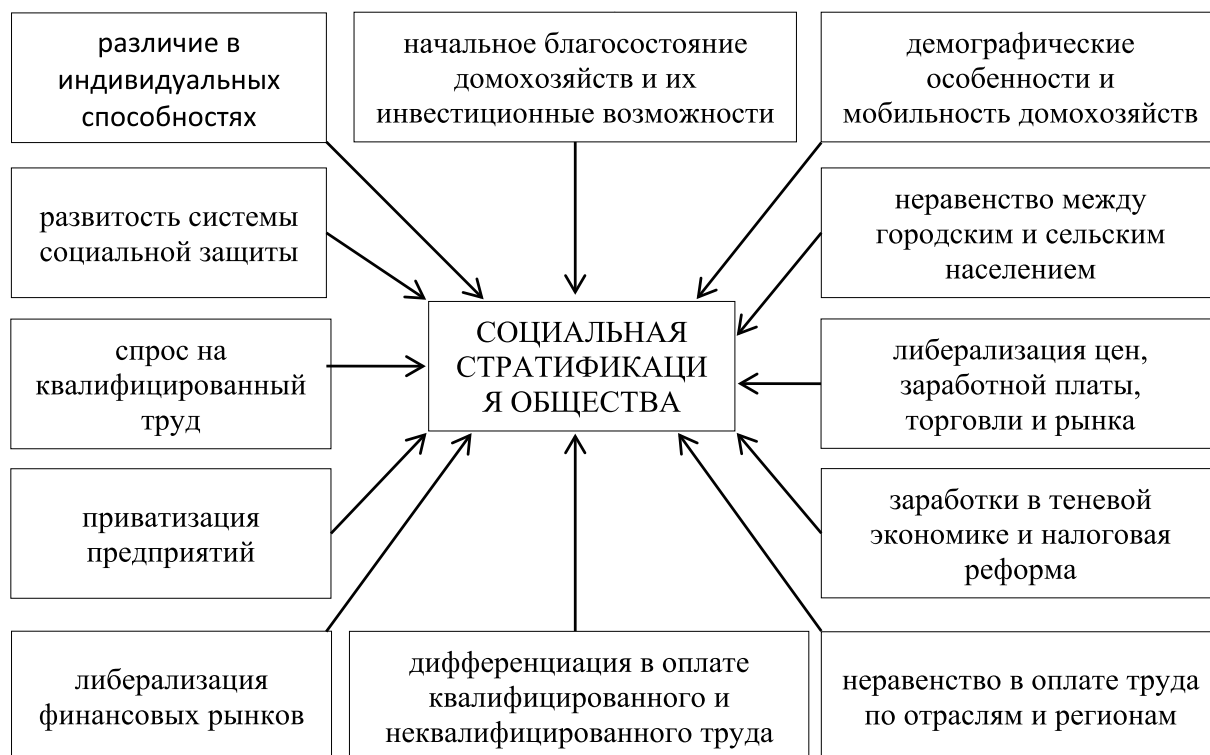 различие в
индивидуальных
способностях
начальное благосостояние
домохозяйств и их
инвестиционные возможности
демографические
особенности и
мобильность домохозяйств
развитость системы
социальной защиты
неравенство между
городским и сельским
населением
СОЦИАЛЬНАЯ
СТРАТИФИКАЦИ
Я ОБЩЕСТВА
спрос на
квалифицированный
труд
либерализация цен,
заработной платы,
торговли и рынка
приватизация
предприятий
заработки в теневой
экономике и налоговая
реформа
либерализация
финансовых рынков
дифференциация в оплате
квалифицированного и
неквалифицированного труда
неравенство в оплате труда
по отраслям и регионам